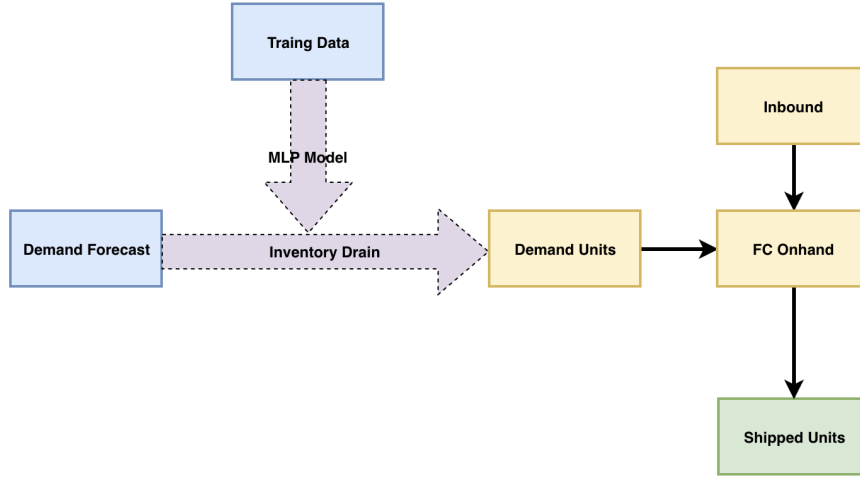 Traing Data
Inbound
MLP Model
Demand Forecast
Inventory Drain
Demand Units
FC Onhand
Shipped Units